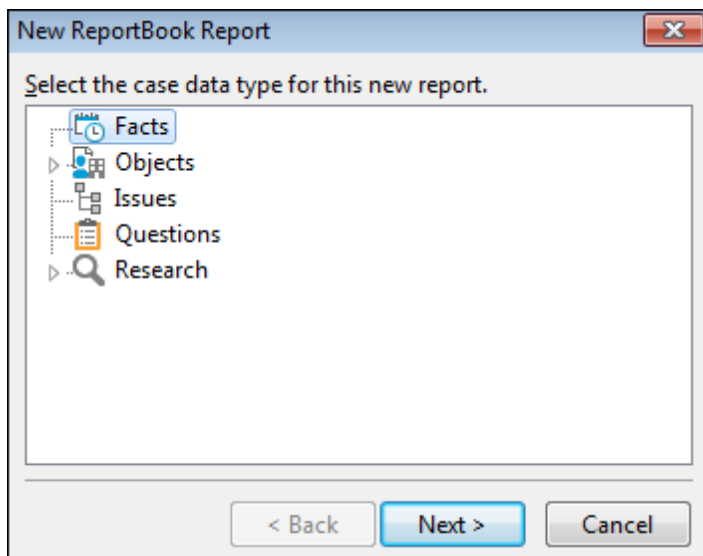 New ReportBook Report
Select the case data type for this new report.
Facts
Objects
Issues
Questions
Research
< Back Next > Cancel